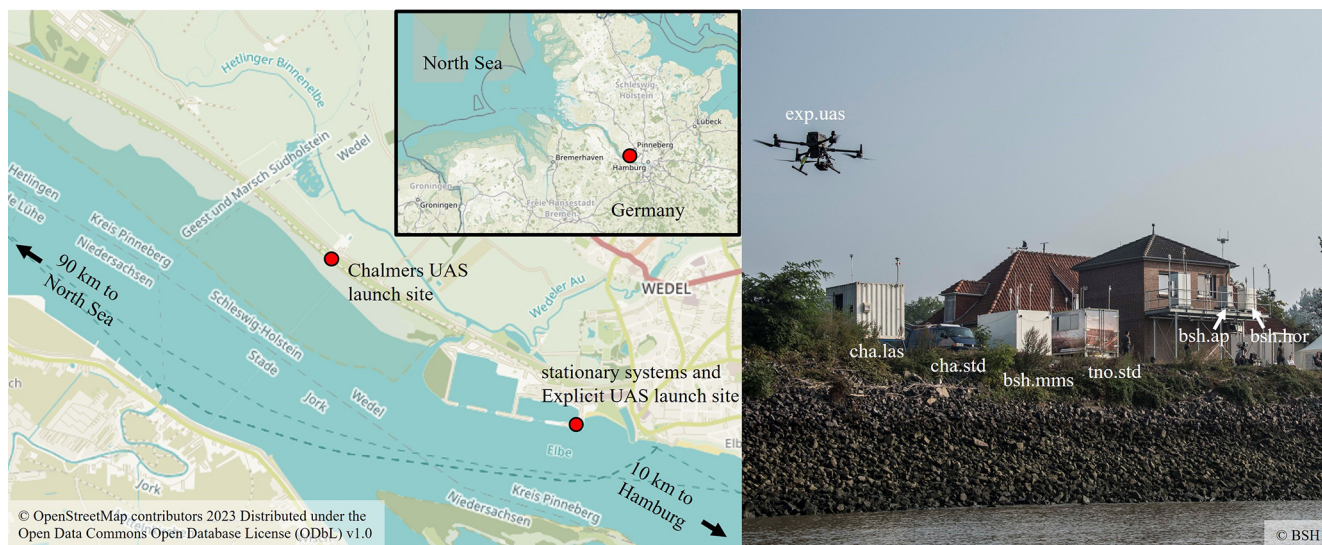 Hetlinger Binnenelbe
Geest und Marsch Südholstein
Wedel
Hetlingen
de Lühe
Kreis Pinneberg
Niedersachsen
90 km to
North Sea
Chalmers UAS
launch site
Schleswig-Holstein
Stade
Wedel
Jork
Wedeler Au
WEDEL
stationary systems and
Explicit UAS launch site
Elbe
Elb
Jork
10 km to
Hamburg
Kreis Pinneberg
Niedersachsen
© OpenStreetMap contributors 2023 Distributed under the
Open Data Commons Open Database License (ODbL) v1.0
North Sea
Schleswig-
Holstein
Lübeck
Pinneberg
Hamburg
Bremerhaven
Groningen
Groningen
Freie Hansestadt
Bremen
Germany
exp.uas
cha.las
cha.std
bsh.mms
tno.std
bsh.ap
bsh.hor
© BSH